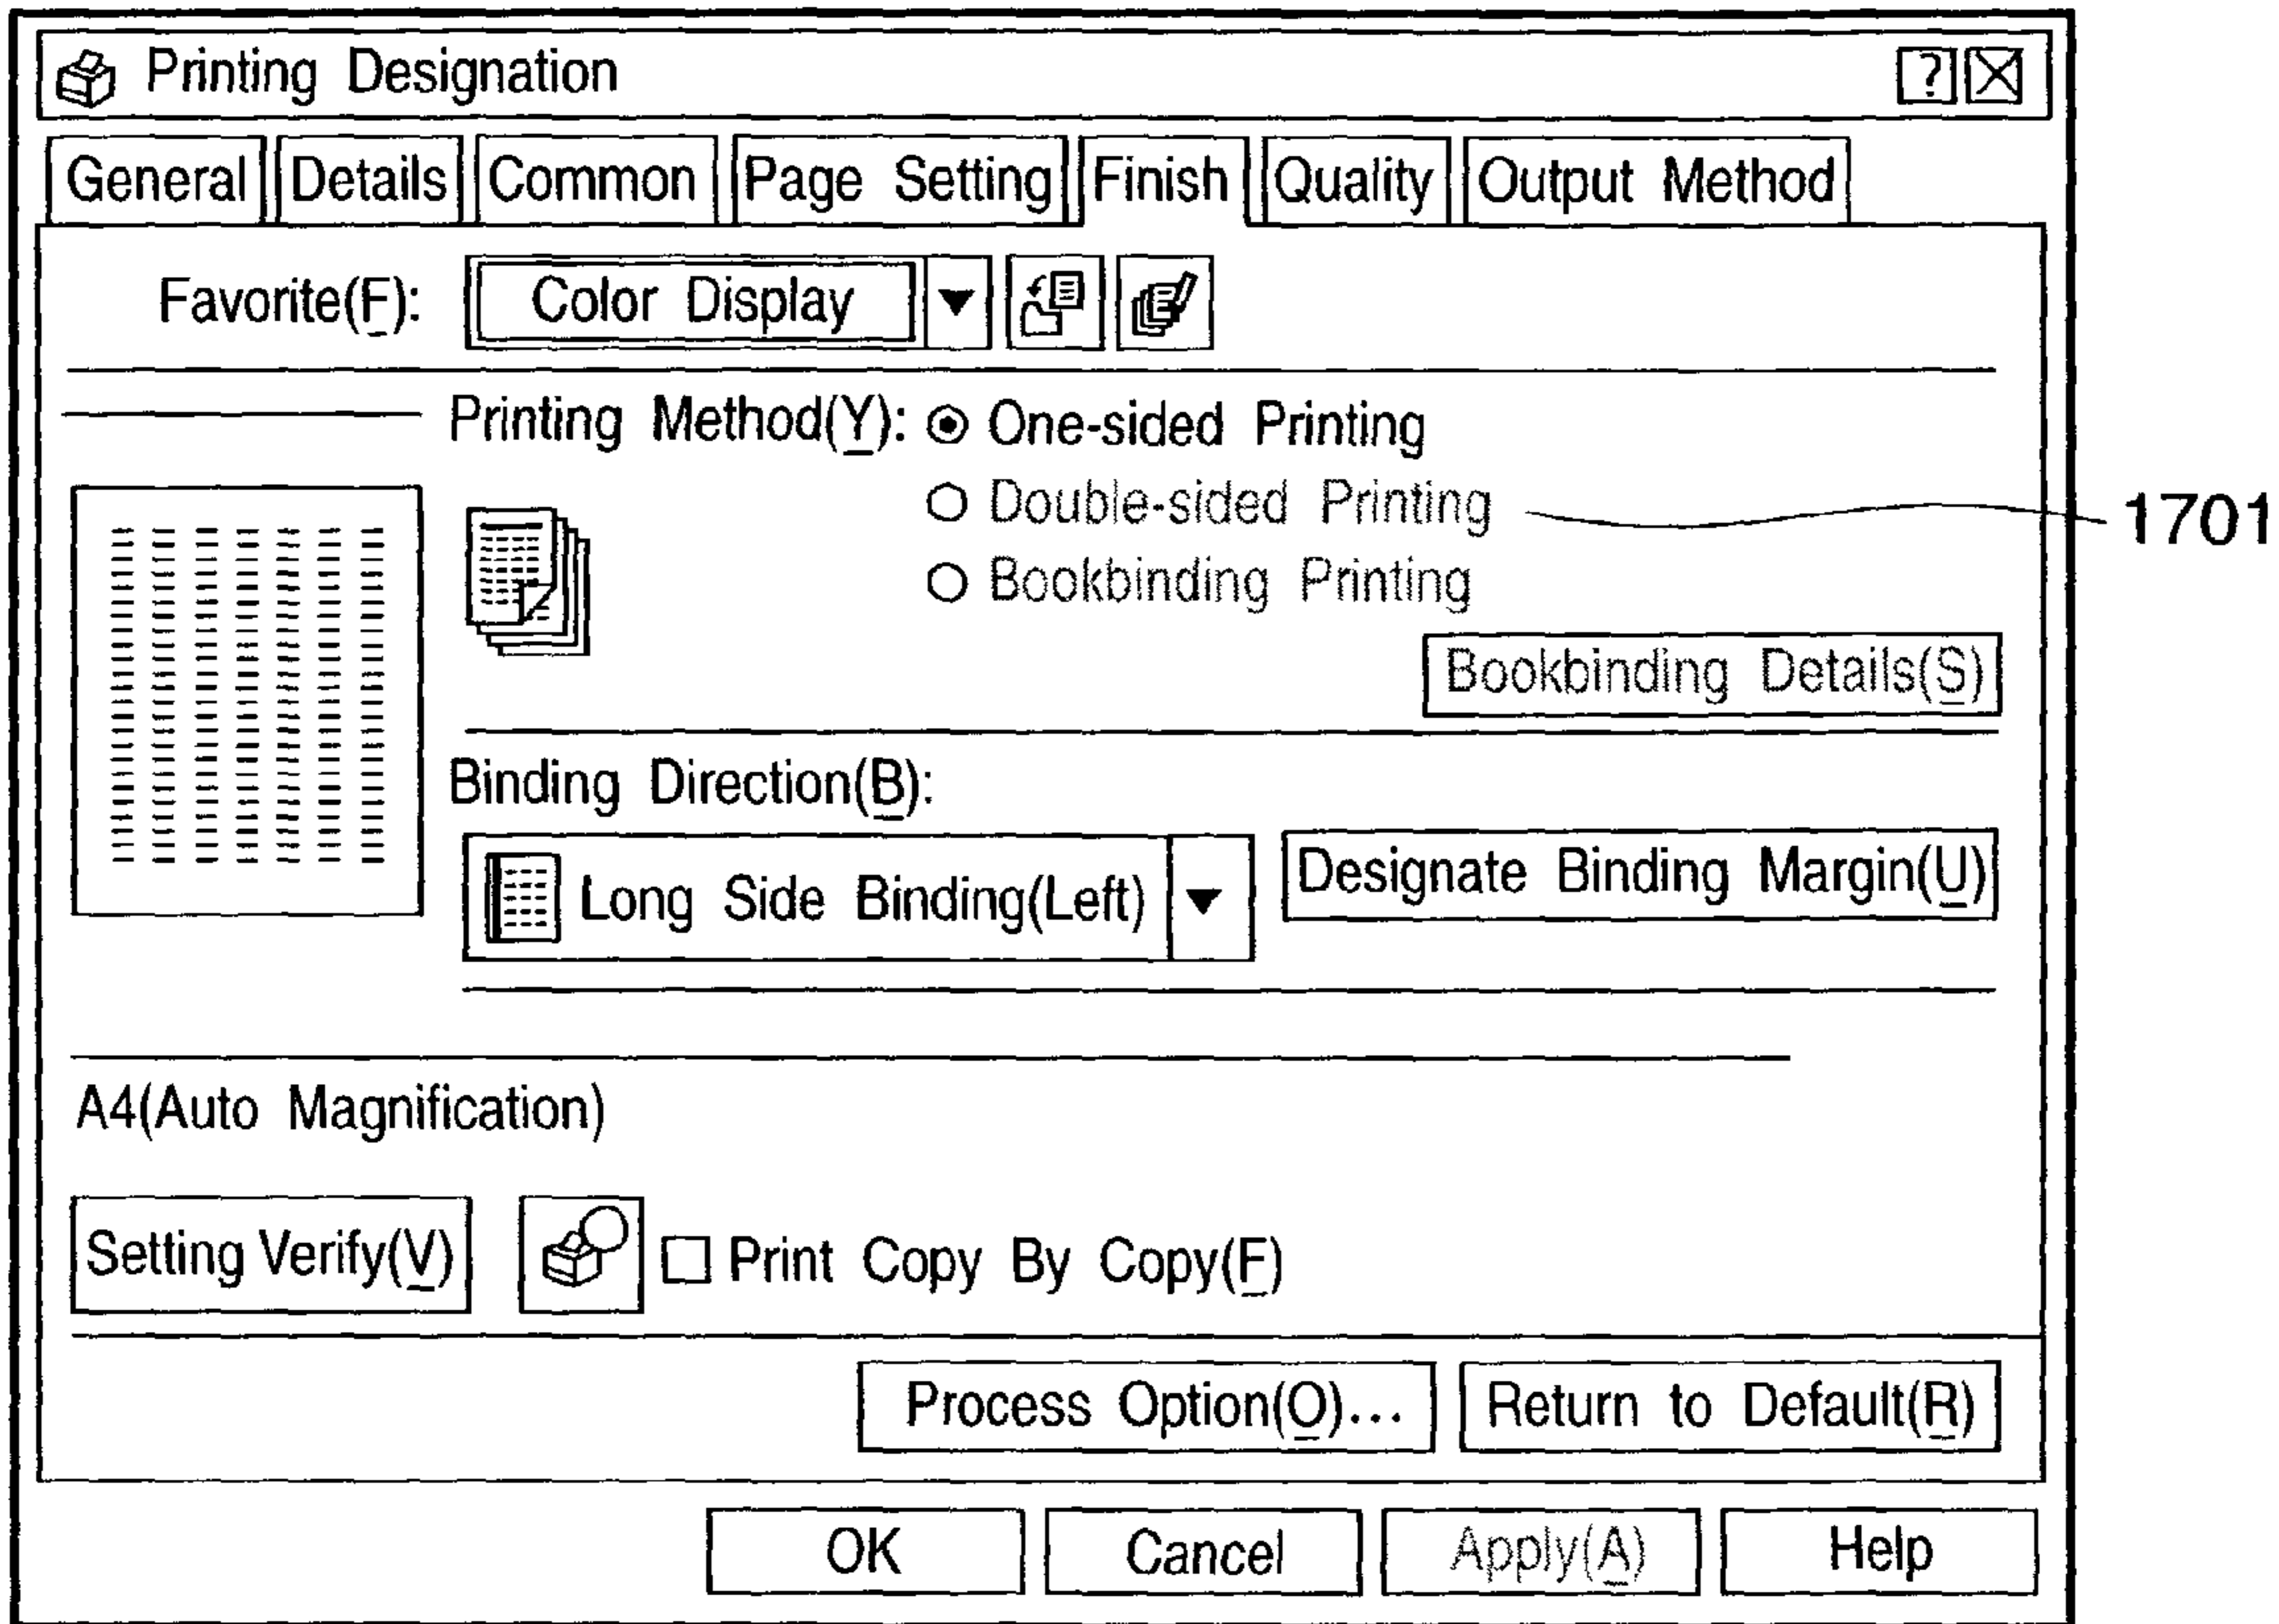 Printing Designation ?
General Details Common Page Setting Finish Quality Output Method
Favorite(F): Color Display
Printing Method(Y): One-sided Printing
Double-sided Printing
1701
Bookbinding Printing
Bookbinding Details(S)
Binding Direction(B):
Long Side Binding(Left) Designate Binding Margin(U)
A4(Auto Magnification)
Setting Verify(V) Print Copy By Copy(F)
Process Option(O)... Return to Default(R)
OK Cancel Apply(A) Help